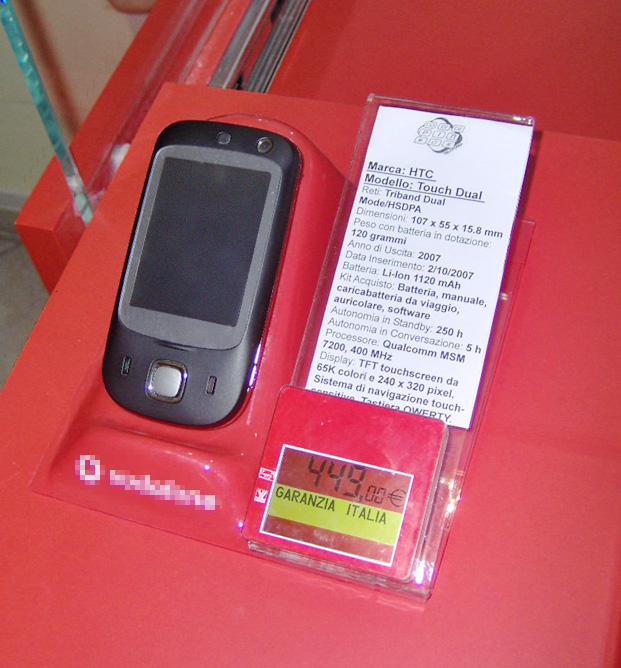 Marca: HTC
Modello: Touch Dual
Reti: Triband Dual
Mode/HSDPA
Dimensioni: 107 x 55 x 15.8 mm
Peso con batteria in dotazione:
120 grammi
Anno di Uscita: 2007
Data Inserimento: 2/10/2007
Batteria: Li-Ion 1120 mAh
Kit Acquisto: Batteria, manuale,
caricabatteria da viaggio,
auricolare, software
Autonomia in Standby: 250 h
Autonomia in Conversazione: 5 h
Processore: Qualcomm MSM
7200, 400 MHz
Display: TFT touchscreen da
65K colori e 240 x 320 pixel.
Sistema di navigazione touch-
sensitive. Tastiera QWERTY.
449,00€
GARANZIA ITALIA
vodafone